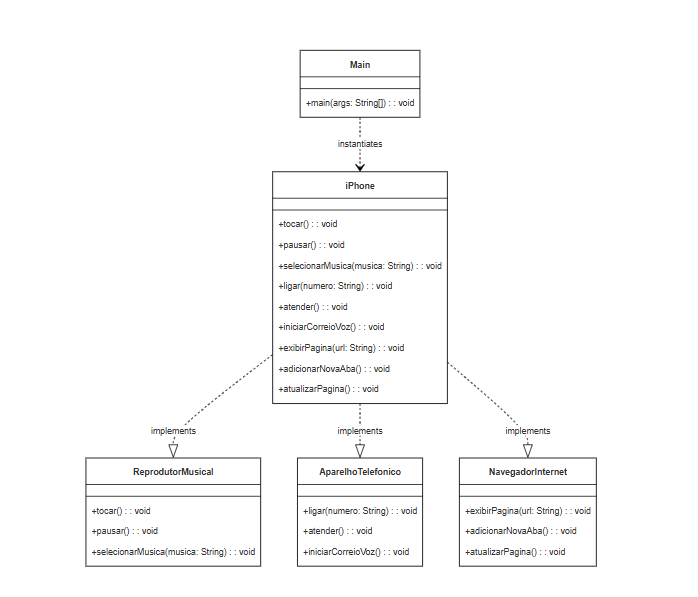 Main
+main(args: String[]) : : void
instantiates
iPhone
+tocar() : : void
+pausar() : : void
+selecionarMusica(musica: String) : : void
+ligar(numero: String) : : void
+atender() : : void
+iniciarCorreioVoz() : : void
+exibirPagina(url: String) : : void
+adicionarNovaAba() : : void
+atualizarPagina() : : void
implements
implements
implements
ReprodutorMusical
+tocar() : : void
+pausar() : : void
+selecionarMusica(musica: String) : : void
AparelhoTelefonico
+ligar(numero: String) : : void
+atender() : : void
+iniciarCorreioVoz() : : void
NavegadorInternet
+exibirPagina(url: String) : : void
+adicionarNovaAba() : : void
+atualizarPagina() : : void